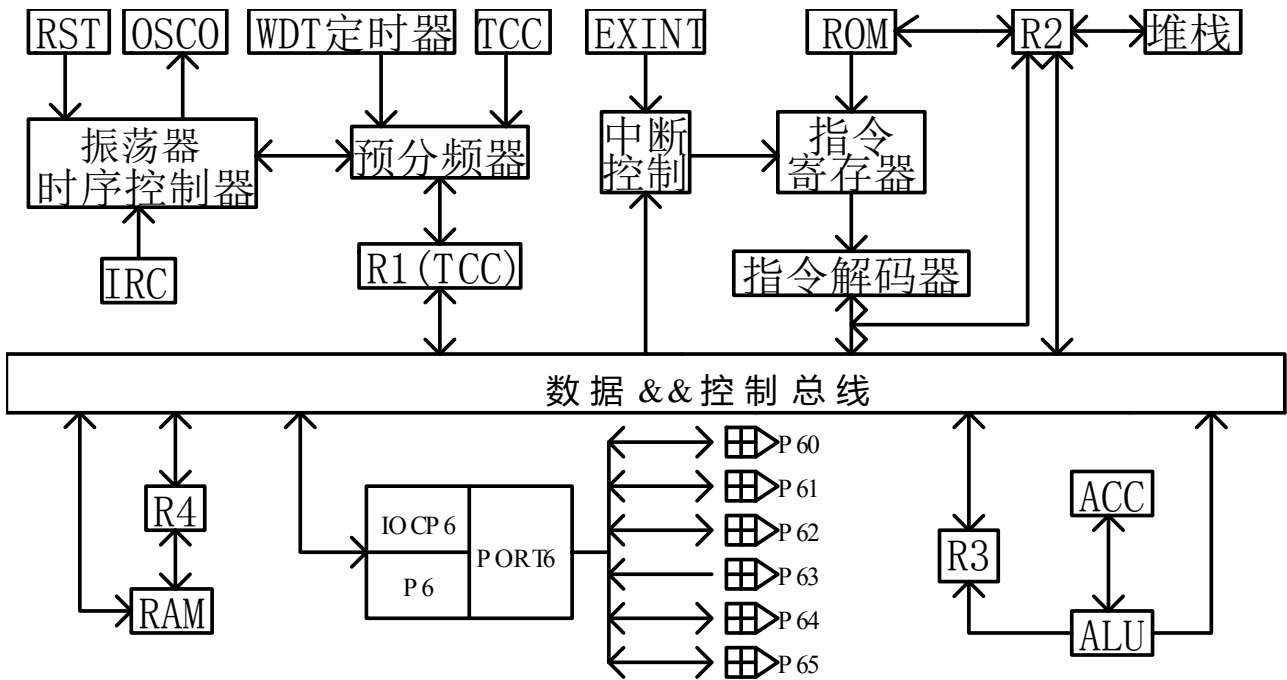 RST
OSCO
WDT定时器
TCC
EXINT
ROM
R2
堆栈
振荡器
时序控制器
预分频器
中断
控制
指令
寄存器
IRC
R1(TCC)
指令解码器
数据&&控制总线
R4
RAM
IOCP6
P6
PORT6
P60
P61
P62
P63
P64
P65
R3
ACC
ALU